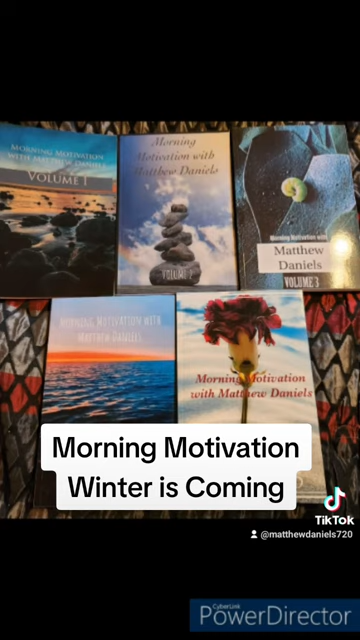 MORNING MOTIVATION
WITH MATTHEW DANIELS
VOLUME 1
Morning
Motivation with
Matthew Daniels
VOLUME 2
Morning Motivation with
Matthew
Daniels
VOLUME 3
MORNING MOTIVATION WITH
MATTHEW DANIELS
Morning Motivation
with Matthew Daniels
Morning Motivation
Winter is Coming
TikTok
@matthewdaniels720
CyberLink
PowerDirector